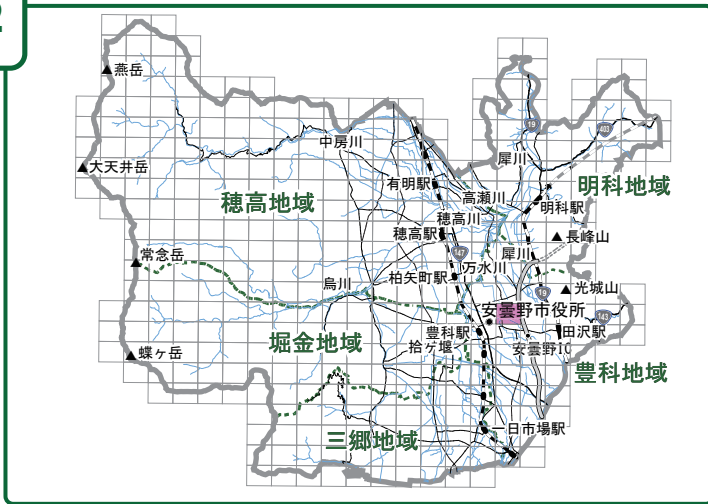 2
燕岳
19
403
中房川
犀川
大天井岳
有明駅
明科地域
高瀬川
穂高地域
明科駅
穂高川
穂高駅
長峰山
147
犀川
常念岳
万水川
柏矢町駅
烏川
光城山
19
安曇野市役所
143
豊科駅
田沢駅
堀金地域
拾ケ堰
安曇野IC
蝶ヶ岳
豊科地域
一日市場駅
三郷地域